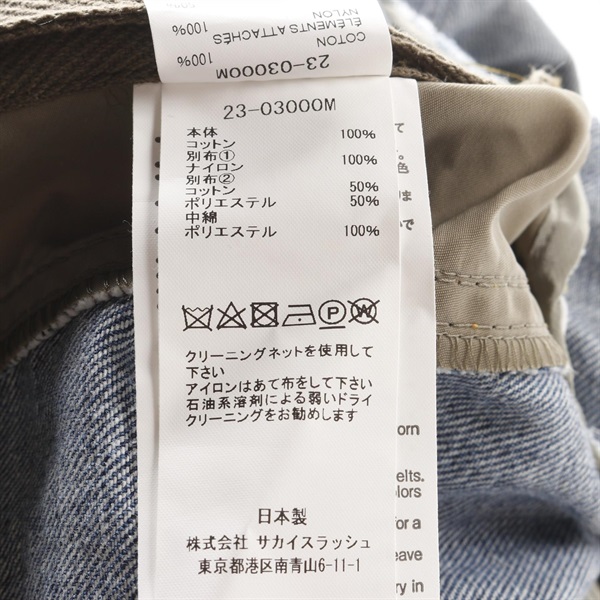 100%
NYLON
ÉLÉMENTS ATTACHÉS
100%
COTON
23-03000M
23-03000M
本体
コットン 100%
別布①
ナイロン 100%
別布②
コットン 50%
ポリエステル 50%
中綿
ポリエステル 100%
クリーニングネットを使用して
下さい
アイロンはあて布をして下さい
石油系溶剤による弱いドライ
クリーニングをお勧めします
日本製
株式会社 サカイスラッシュ
東京都港区南青山6-11-1
て
。
色
ま
で
orn
elts.
olors
for a
eave
ry in